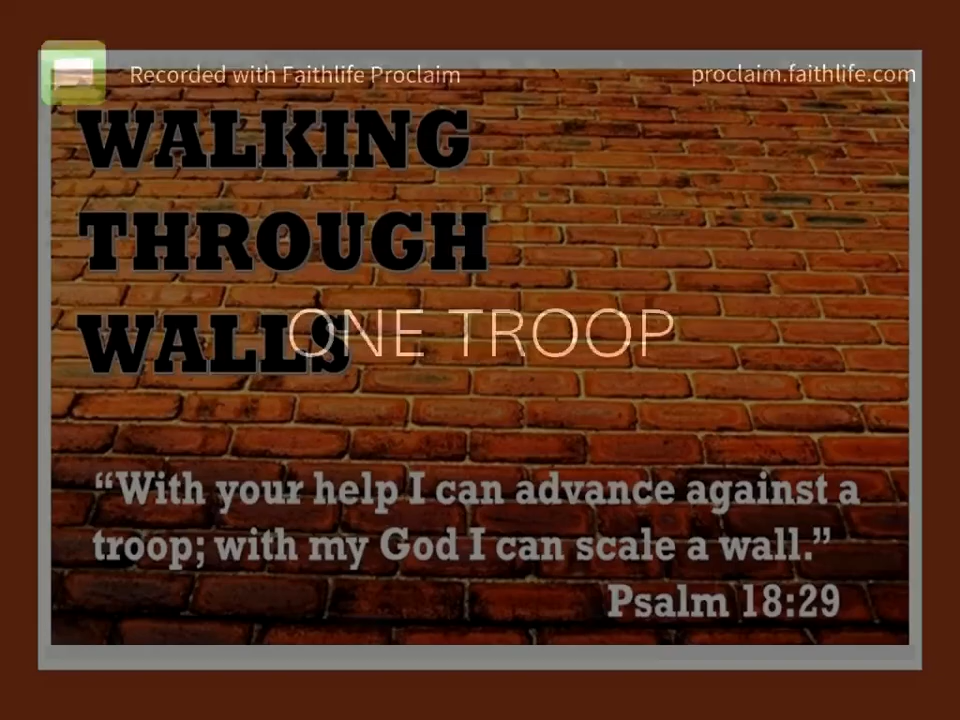 Recorded with Faithlife Proclaim
proclaim.faithlife.com
WALKING
THROUGH
WALLS
ONE TROOP
“With your help I can advance against a
troop; with my God I can scale a wall.”
Psalm 18:29